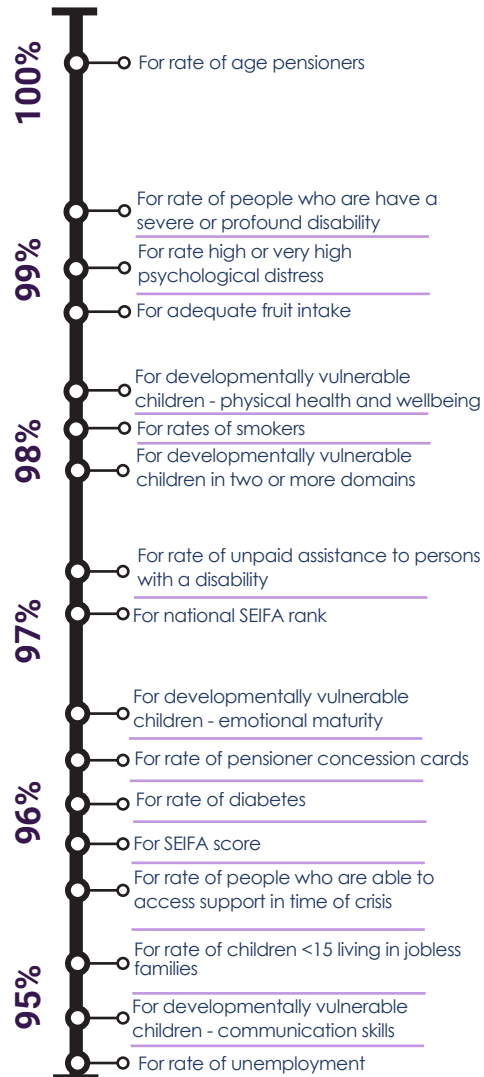 100%
For rate of age pensioners
For rate of people who are have a
severe or profound disability
99%
For rate high or very high
psychological distress
For adequate fruit intake
For developmentally vulnerable
children - physical health and wellbeing
98%
For rates of smokers
For developmentally vulnerable
children in two or more domains
For rate of unpaid assistance to persons
with a disability
97%
For national SEIFA rank
For developmentally vulnerable
children - emotional maturity
For rate of pensioner concession cards
96%
For rate of diabetes
For SEIFA score
For rate of people who are able to
access support in time of crisis
For rate of children <15 living in jobless
families
95%
For developmentally vulnerable
children - communication skills
For rate of unemployment